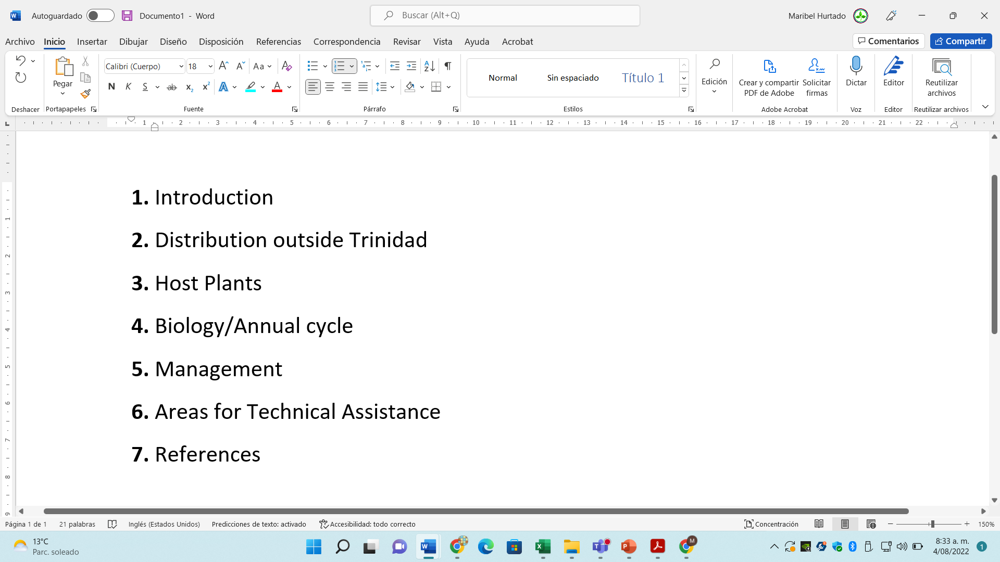 Autoguardado Documento1 - Word Buscar (Alt+Q) Maribel Hurtado
Archivo Inicio Insertar Dibujar Diseño Disposición Referencias Correspondencia Revisar Vista Ayuda Acrobat Comentarios Compartir
Calibri (Cuerpo) 18 Aa
Pegar N K S ab x₂ x² A A
Normal Sin espaciado Título 1
Edición
Crear y compartir PDF de Adobe
Solicitar firmas
Dictar
Editor
Reutilizar archivos
Deshacer Portapapeles Fuente Párrafo Estilos Adobe Acrobat Voz Editor Reutilizar archivos
1 2 3 4 5 6 7 8 9 10 11 12 13 14 15 16 17 18 19 20 21 22
1. Introduction
2. Distribution outside Trinidad
3. Host Plants
4. Biology/Annual cycle
5. Management
6. Areas for Technical Assistance
7. References
1
2
3
4
5
6
7
8
9
Página 1 de 1 21 palabras Inglés (Estados Unidos) Predicciones de texto: activado Accesibilidad: todo correcto Concentración 150%
13°C
Parc. soleado
8:33 a. m.
4/08/2022
1